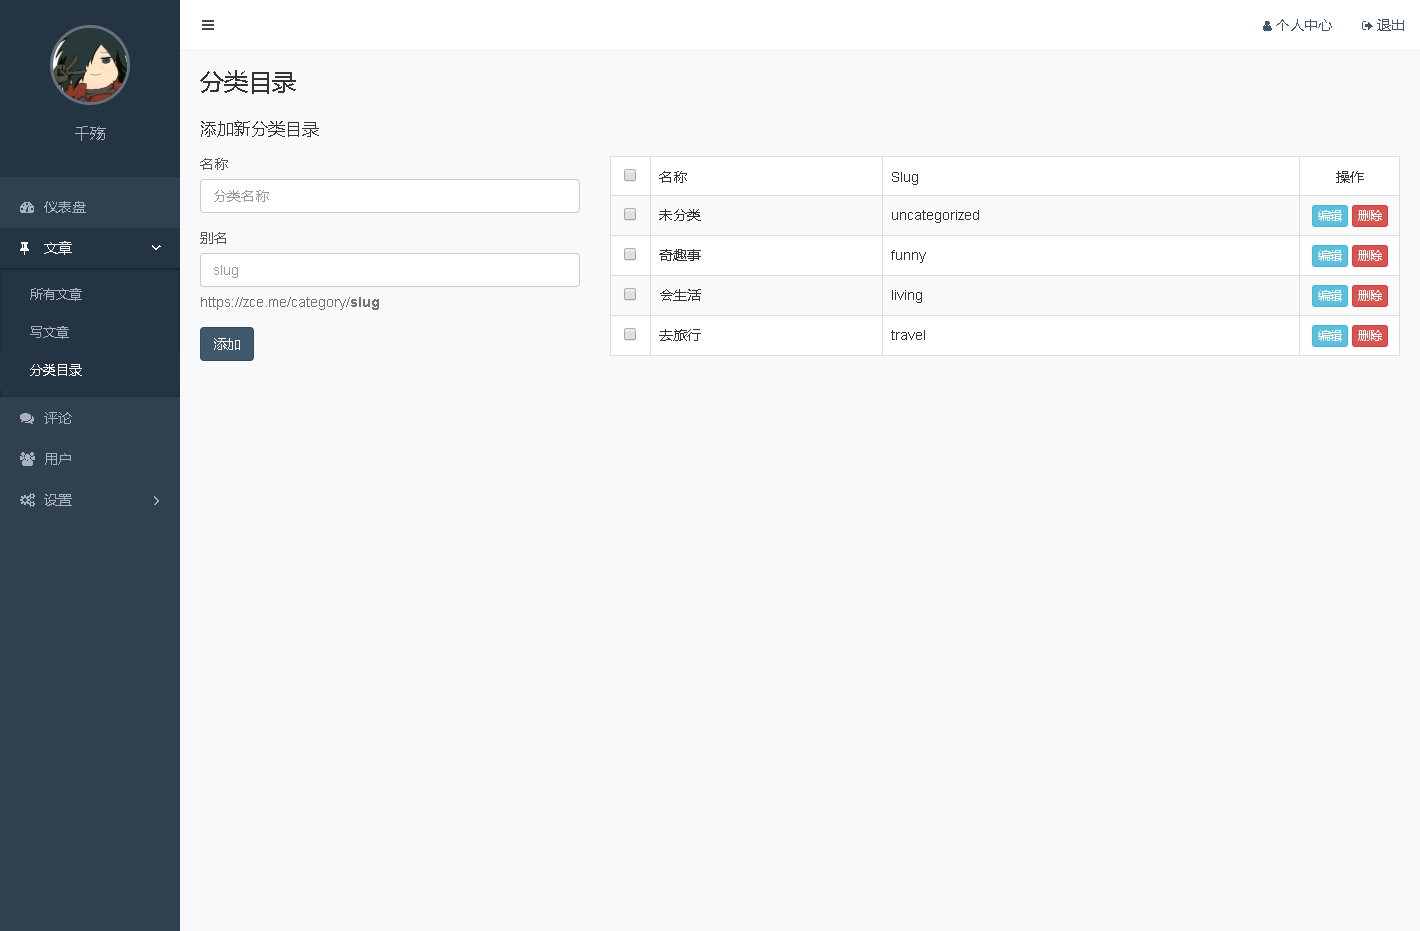 个人中心 退出
千殇
仪表盘
文章
所有文章
写文章
分类目录
评论
用户
设置
分类目录
添加新分类目录
名称
分类名称
别名
slug
https://zce.me/category/slug
添加
名称 Slug 操作
未分类 uncategorized 编辑 删除
奇趣事 funny 编辑 删除
会生活 living 编辑 删除
去旅行 travel 编辑 删除